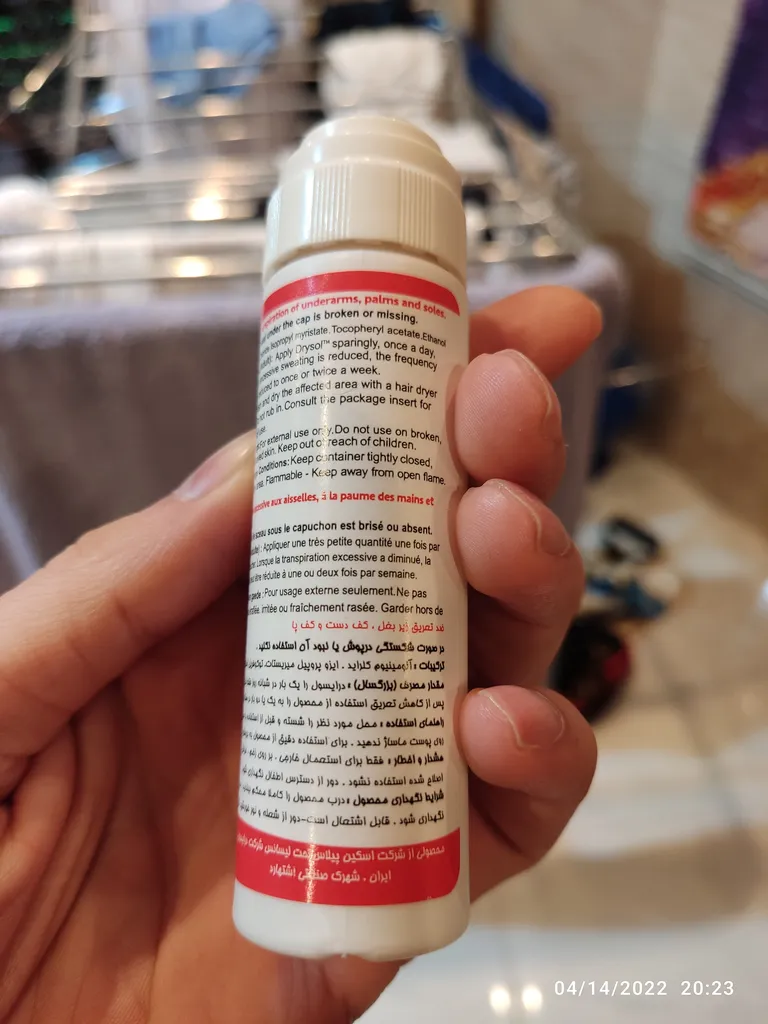 of underarms, palms and soles.
under the cap is broken or missing.
Isopropyl myristate, Tocopheryl acetate, Ethanol
Apply Drysol™ sparingly, once a day,
sweating is reduced, the frequency
to once or twice a week.
and dry the affected area with a hair dryer
not rub in. Consult the package insert for
use.
For external use only. Do not use on broken,
skin. Keep out of reach of children.
Conditions: Keep container tightly closed,
Flammable - Keep away from open flame.
aux aisselles, à la paume des mains et
sceau sous le capuchon est brisé ou absent.
Appliquer une très petite quantité une fois par
Lorsque la transpiration excessive a diminué, la
être réduite à une ou deux fois par semaine.
Pour usage externe seulement. Ne pas
irritée ou fraîchement rasée. Garder hors de
ضد تعریق زیر بغل ، کف دست و کف پا
در صورت شکستگی درپوش یا نبود آن استفاده نکنید.
ترکیبات : آلومینیوم کلراید ، ایزو پروپیل میریستات،
مقدار مصرف (بزرگسال) : درایسول را یک بار در شبانه روز
پس از کاهش تعریق استفاده از محصول را به یک یا دو بار
راهنمای استفاده : محل مورد نظر را شسته و قبل از
روی پوست ماساژ ندهید . برای استفاده دقیق از محصول به
هشدار و اخطار : فقط برای استعمال خارجی . بر روی
اصلاح شده استفاده نشود . دور از دسترس اطفال نگهداری
شرایط نگهداری محصول : درب محصول را کاملا محکم
نگهداری شود . قابل اشتعال است-دور از شعله و
محصولی از شرکت اسکین پیلاس تحت لیسانس شرکت
ایران ، شهرک صنعتی اشتهارد
04/14/2022 20:23